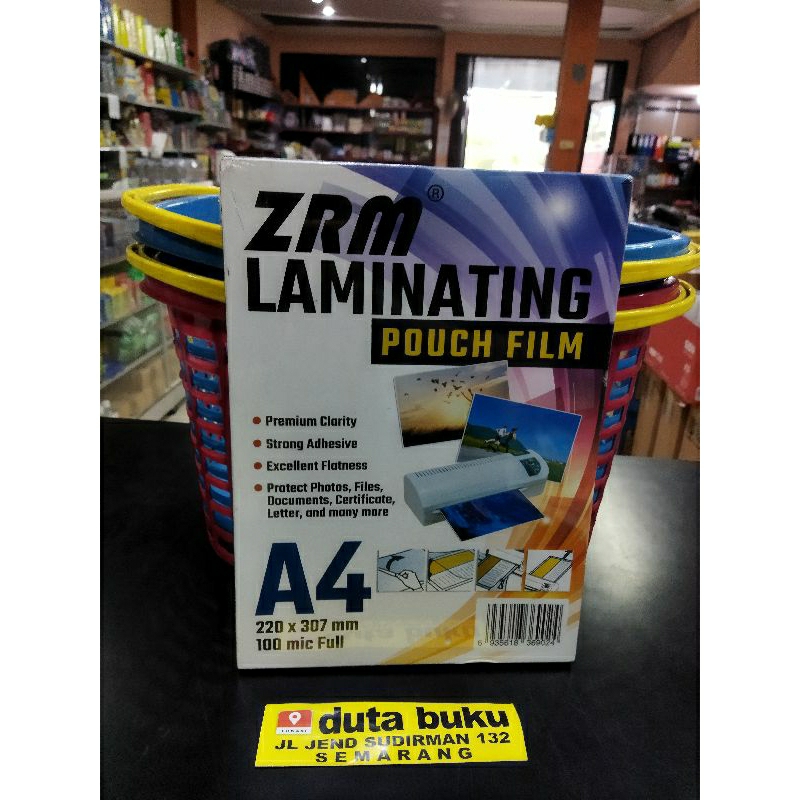 ZRM®
LAMINATING
POUCH FILM
Premium Clarity
Strong Adhesive
Excellent Flatness
Protect Photos, Files,
Documents, Certificate,
Letter, and many more
A4
220 x 307 mm
100 mic Full
duta buku
JL JEND SUDIRMAN 132
SEMARANG